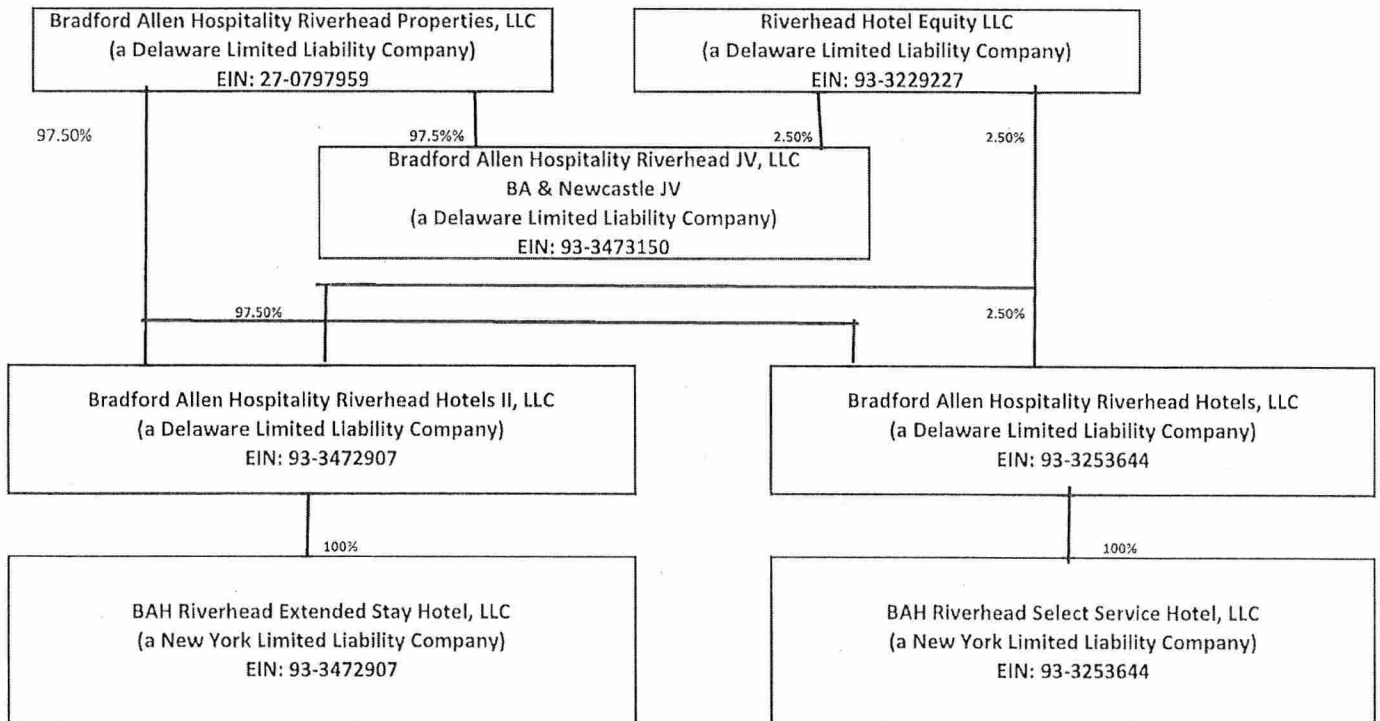 Bradford Allen Hospitality Riverhead Properties, LLC
(a Delaware Limited Liability Company)
EIN: 27-0797959
Riverhead Hotel Equity LLC
(a Delaware Limited Liability Company)
EIN: 93-3229227
97.50%
97.5%%
2.50%
2.50%
Bradford Allen Hospitality Riverhead JV, LLC
BA & Newcastle JV
(a Delaware Limited Liability Company)
EIN: 93-3473150
97.50%
2.50%
Bradford Allen Hospitality Riverhead Hotels II, LLC
(a Delaware Limited Liability Company)
EIN: 93-3472907
Bradford Allen Hospitality Riverhead Hotels, LLC
(a Delaware Limited Liability Company)
EIN: 93-3253644
100%
100%
BAH Riverhead Extended Stay Hotel, LLC
(a New York Limited Liability Company)
EIN: 93-3472907
BAH Riverhead Select Service Hotel, LLC
(a New York Limited Liability Company)
EIN: 93-3253644